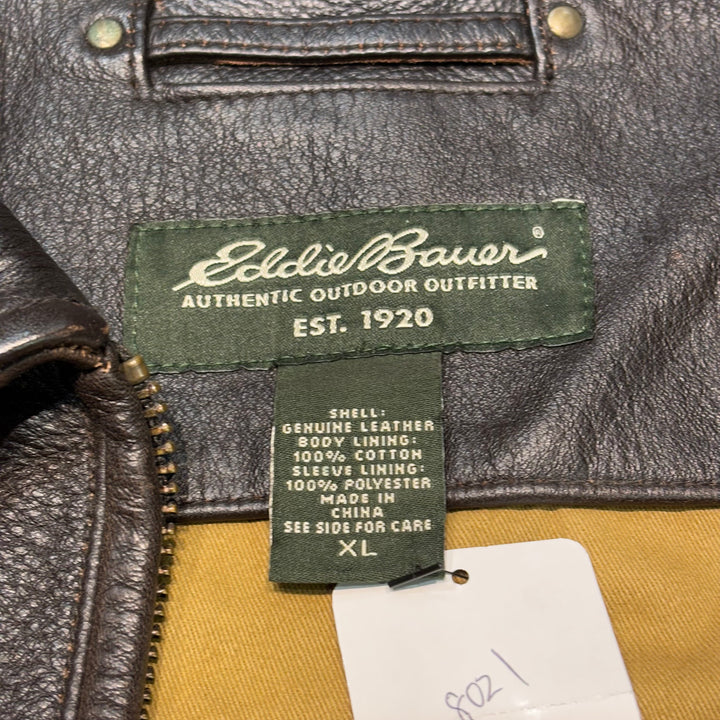 Eddie Bauer®
AUTHENTIC OUTDOOR OUTFITTER
EST. 1920
SHELL:
GENUINE LEATHER
BODY LINING:
100% COTTON
SLEEVE LINING:
100% POLYESTER
MADE IN
CHINA
SEE SIDE FOR CARE
XL
8021